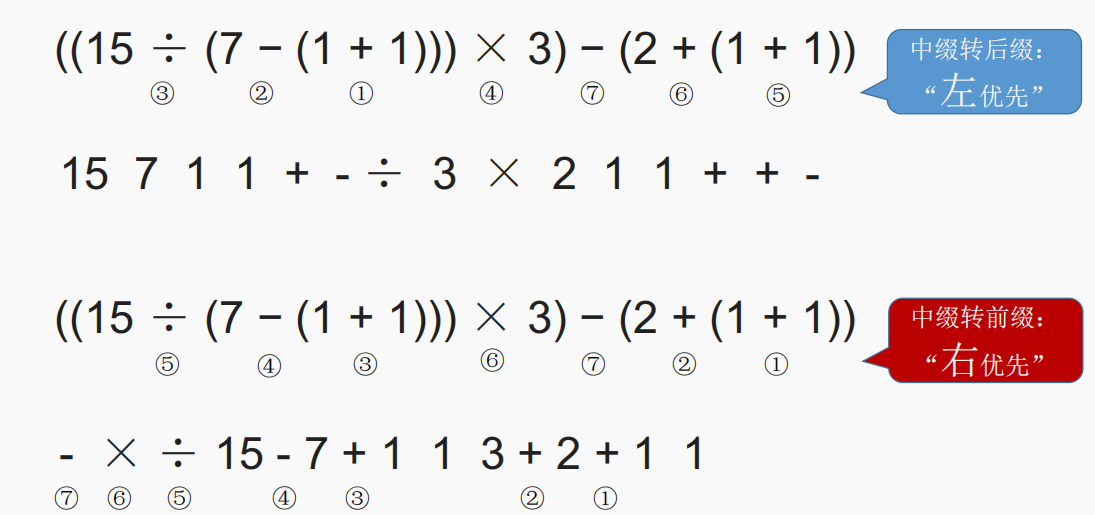 ((15 ÷ (7 − (1 + 1))) × 3) − (2 + (1 + 1))
③ ② ① ④ ⑦ ⑥ ⑤
中缀转后缀：
“左优先”
15 7 1 1 + - ÷ 3 × 2 1 1 + + -
((15 ÷ (7 − (1 + 1))) × 3) − (2 + (1 + 1))
⑤ ④ ③ ⑥ ⑦ ② ①
中缀转前缀：
“右优先”
- × ÷ 15 - 7 + 1 1 3 + 2 + 1 1
⑦ ⑥ ⑤ ④ ③ ② ①